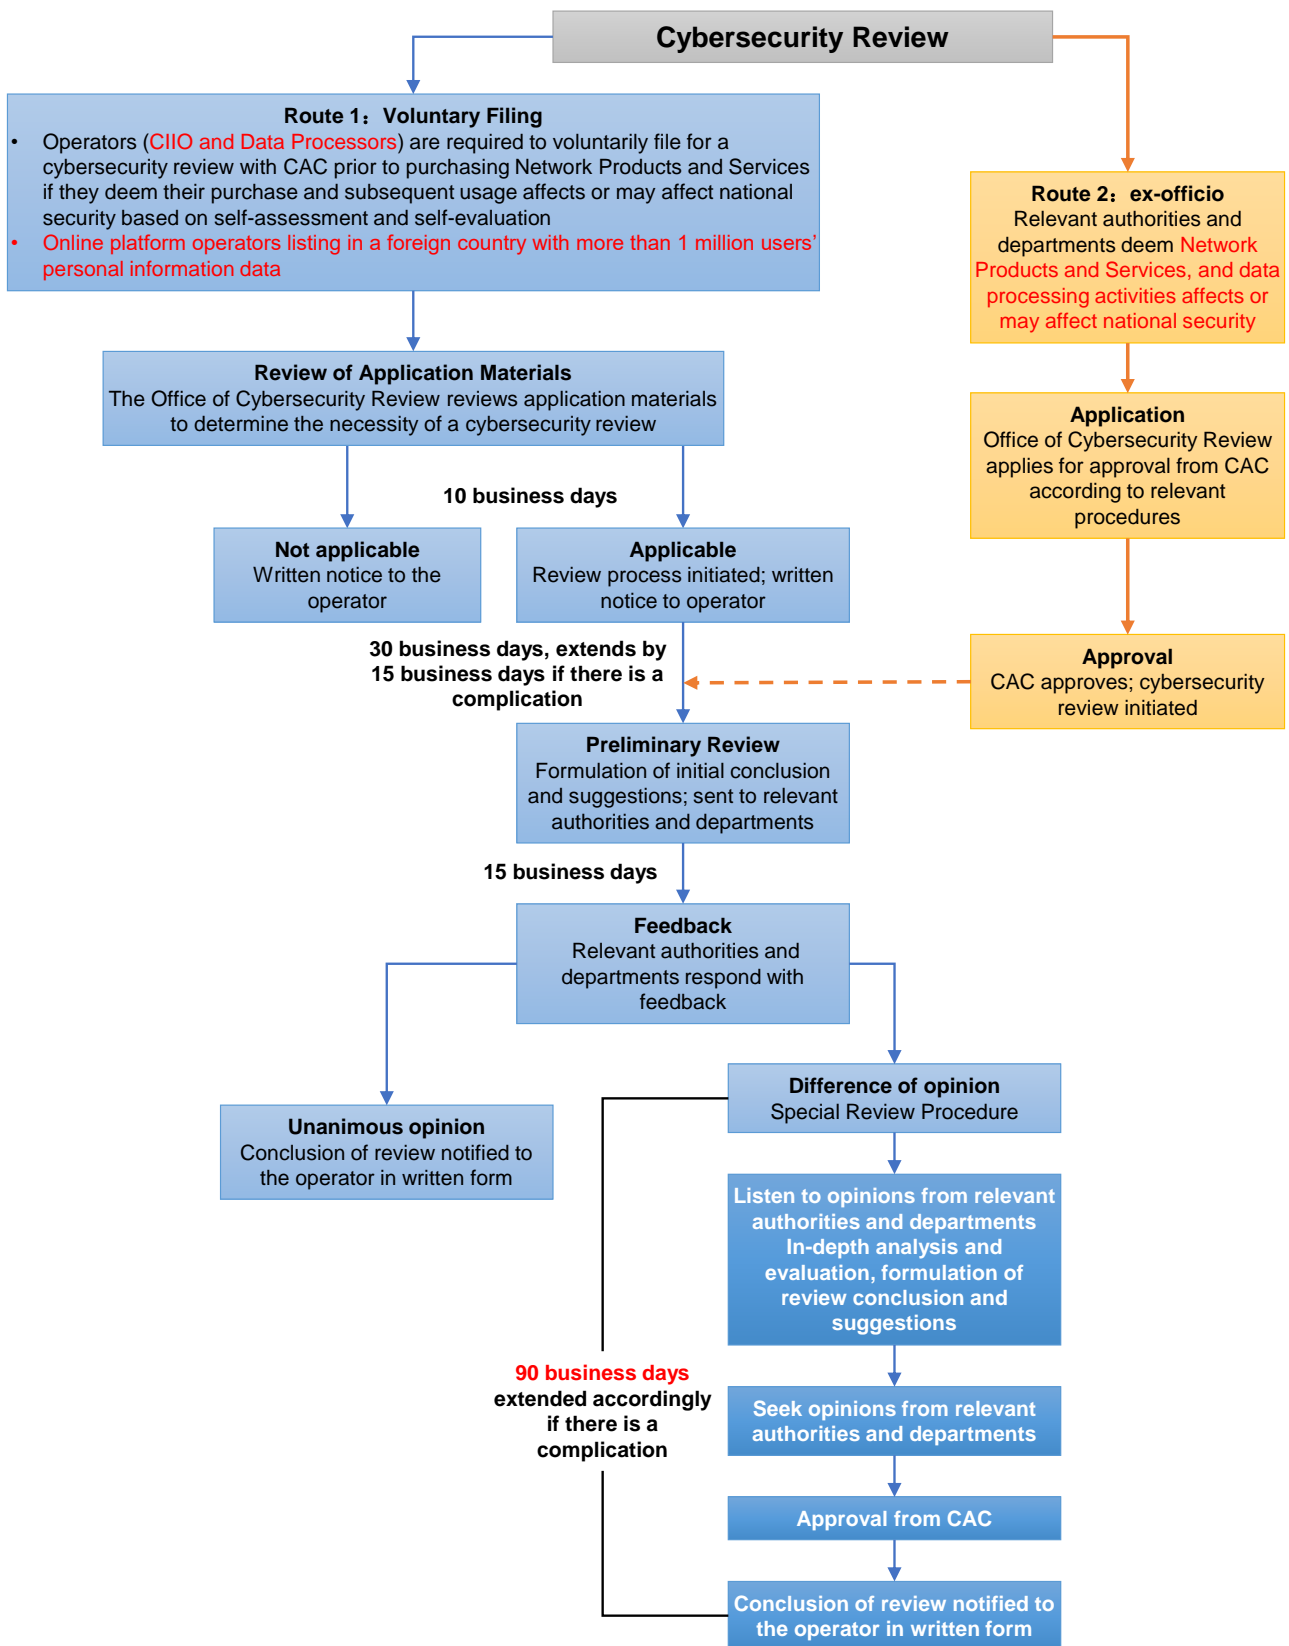 Cybersecurity Review
Route 1：Voluntary Filing
• Operators (CIIO and Data Processors) are required to voluntarily file for a
cybersecurity review with CAC prior to purchasing Network Products and Services
if they deem their purchase and subsequent usage affects or may affect national
security based on self-assessment and self-evaluation
• Online platform operators listing in a foreign country with more than 1 million users’
personal information data
Route 2：ex-officio
Relevant authorities and
departments deem Network
Products and Services, and data
processing activities affects or
may affect national security
Review of Application Materials
The Office of Cybersecurity Review reviews application materials
to determine the necessity of a cybersecurity review
Application
Office of Cybersecurity Review
applies for approval from CAC
according to relevant
procedures
10 business days
Not applicable
Written notice to the
operator
Applicable
Review process initiated; written
notice to operator
30 business days, extends by
15 business days if there is a
complication
Approval
CAC approves; cybersecurity
review initiated
Preliminary Review
Formulation of initial conclusion
and suggestions; sent to relevant
authorities and departments
15 business days
Feedback
Relevant authorities and
departments respond with
feedback
Unanimous opinion
Conclusion of review notified to
the operator in written form
Difference of opinion
Special Review Procedure
Listen to opinions from relevant
authorities and departments
In-depth analysis and
evaluation, formulation of
review conclusion and
suggestions
90 business days
extended accordingly
if there is a
complication
Seek opinions from relevant
authorities and departments
Approval from CAC
Conclusion of review notified to
the operator in written form